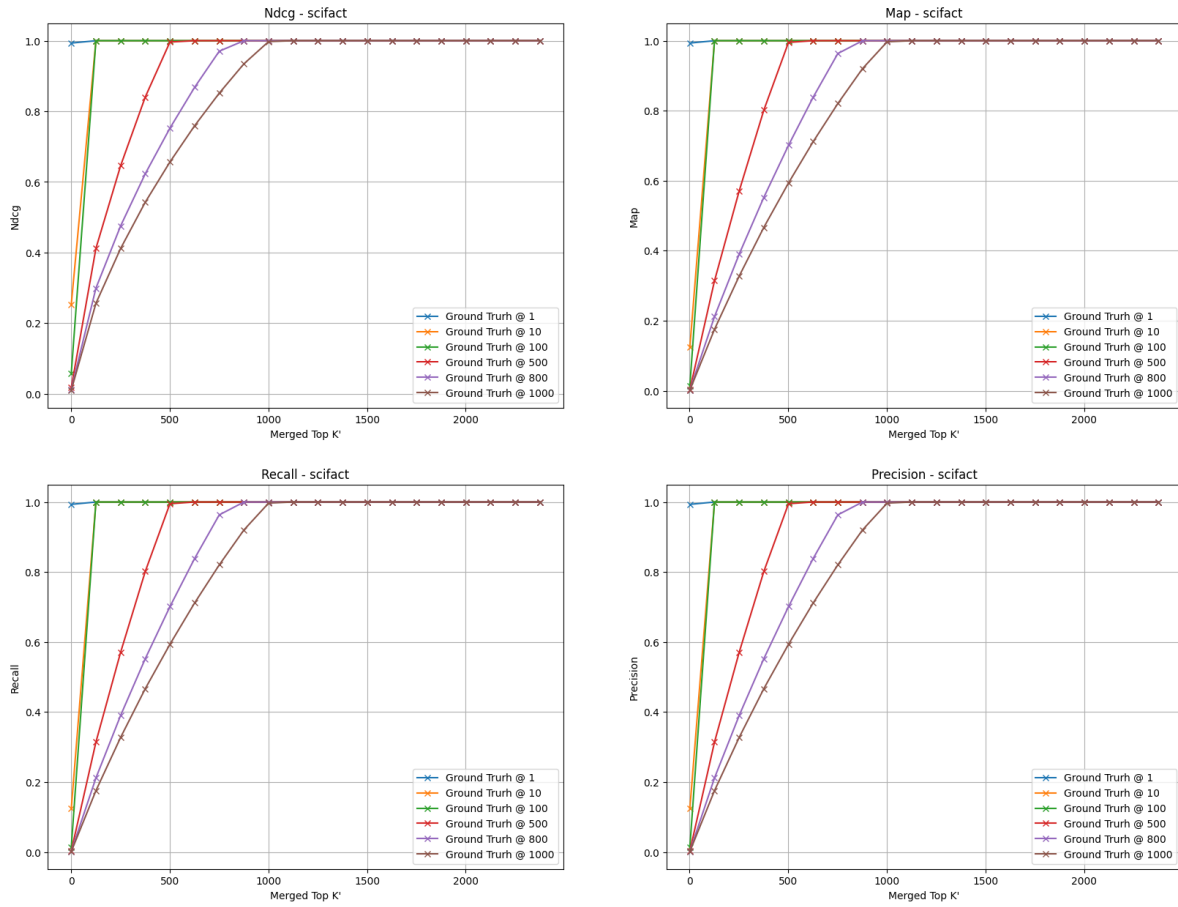 Ndcg - scifact
1.0
0.8
0.6
0.4
0.2
0.0
Ndcg
0
500
1000
1500
2000
Merged Top K'
Ground Trurh @ 1
Ground Trurh @ 10
Ground Trurh @ 100
Ground Trurh @ 500
Ground Trurh @ 800
Ground Trurh @ 1000
Map - scifact
1.0
0.8
0.6
0.4
0.2
0.0
Map
0
500
1000
1500
2000
Merged Top K'
Ground Trurh @ 1
Ground Trurh @ 10
Ground Trurh @ 100
Ground Trurh @ 500
Ground Trurh @ 800
Ground Trurh @ 1000
Recall - scifact
1.0
0.8
0.6
0.4
0.2
0.0
Recall
0
500
1000
1500
2000
Merged Top K'
Ground Trurh @ 1
Ground Trurh @ 10
Ground Trurh @ 100
Ground Trurh @ 500
Ground Trurh @ 800
Ground Trurh @ 1000
Precision - scifact
1.0
0.8
0.6
0.4
0.2
0.0
Precision
0
500
1000
1500
2000
Merged Top K'
Ground Trurh @ 1
Ground Trurh @ 10
Ground Trurh @ 100
Ground Trurh @ 500
Ground Trurh @ 800
Ground Trurh @ 1000